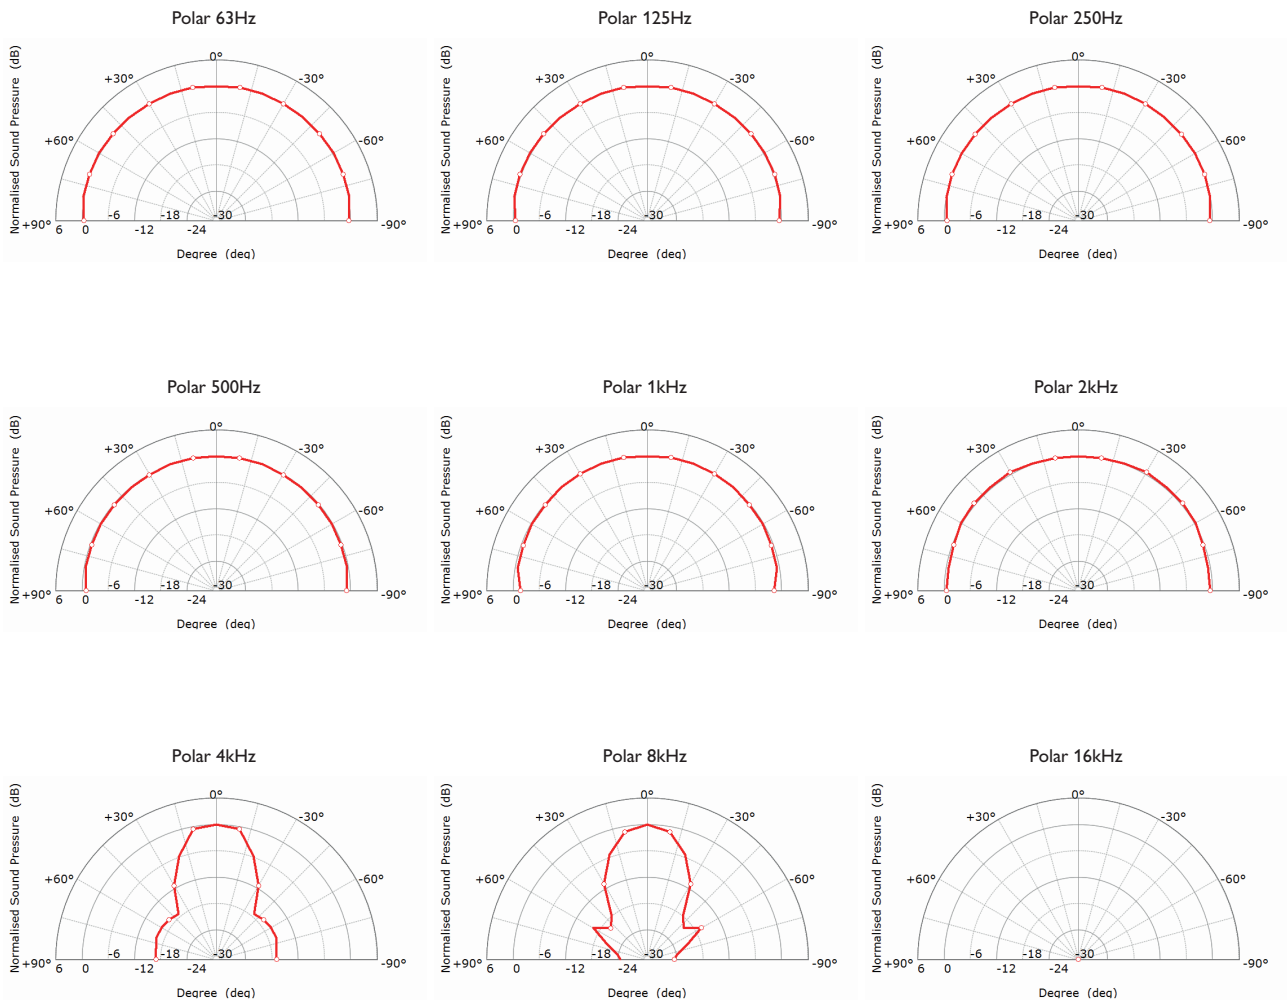 Polar 63Hz
Normalised Sound Pressure (dB)
0°
+30° -30°
+60° -60°
+90° -6 -18 -30 -90°
6 0 -12 -24
Degree (deg)
Polar 125Hz
Normalised Sound Pressure (dB)
0°
+30° -30°
+60° -60°
+90° -6 -18 -30 -90°
6 0 -12 -24
Degree (deg)
Polar 250Hz
Normalised Sound Pressure (dB)
0°
+30° -30°
+60° -60°
+90° -6 -18 -30 -90°
6 0 -12 -24
Degree (deg)
Polar 500Hz
Normalised Sound Pressure (dB)
0°
+30° -30°
+60° -60°
+90° -6 -18 -30 -90°
6 0 -12 -24
Degree (deg)
Polar 1kHz
Normalised Sound Pressure (dB)
0°
+30° -30°
+60° -60°
+90° -6 -18 -30 -90°
6 0 -12 -24
Degree (deg)
Polar 2kHz
Normalised Sound Pressure (dB)
0°
+30° -30°
+60° -60°
+90° -6 -18 -30 -90°
6 0 -12 -24
Degree (deg)
Polar 4kHz
Normalised Sound Pressure (dB)
0°
+30° -30°
+60° -60°
+90° -6 -18 -30 -90°
6 0 -12 -24
Degree (deg)
Polar 8kHz
Normalised Sound Pressure (dB)
0°
+30° -30°
+60° -60°
+90° -6 -18 -30 -90°
6 0 -12 -24
Degree (deg)
Polar 16kHz
Normalised Sound Pressure (dB)
0°
+30° -30°
+60° -60°
+90° -6 -18 -30 -90°
6 0 -12 -24
Degree (deg)